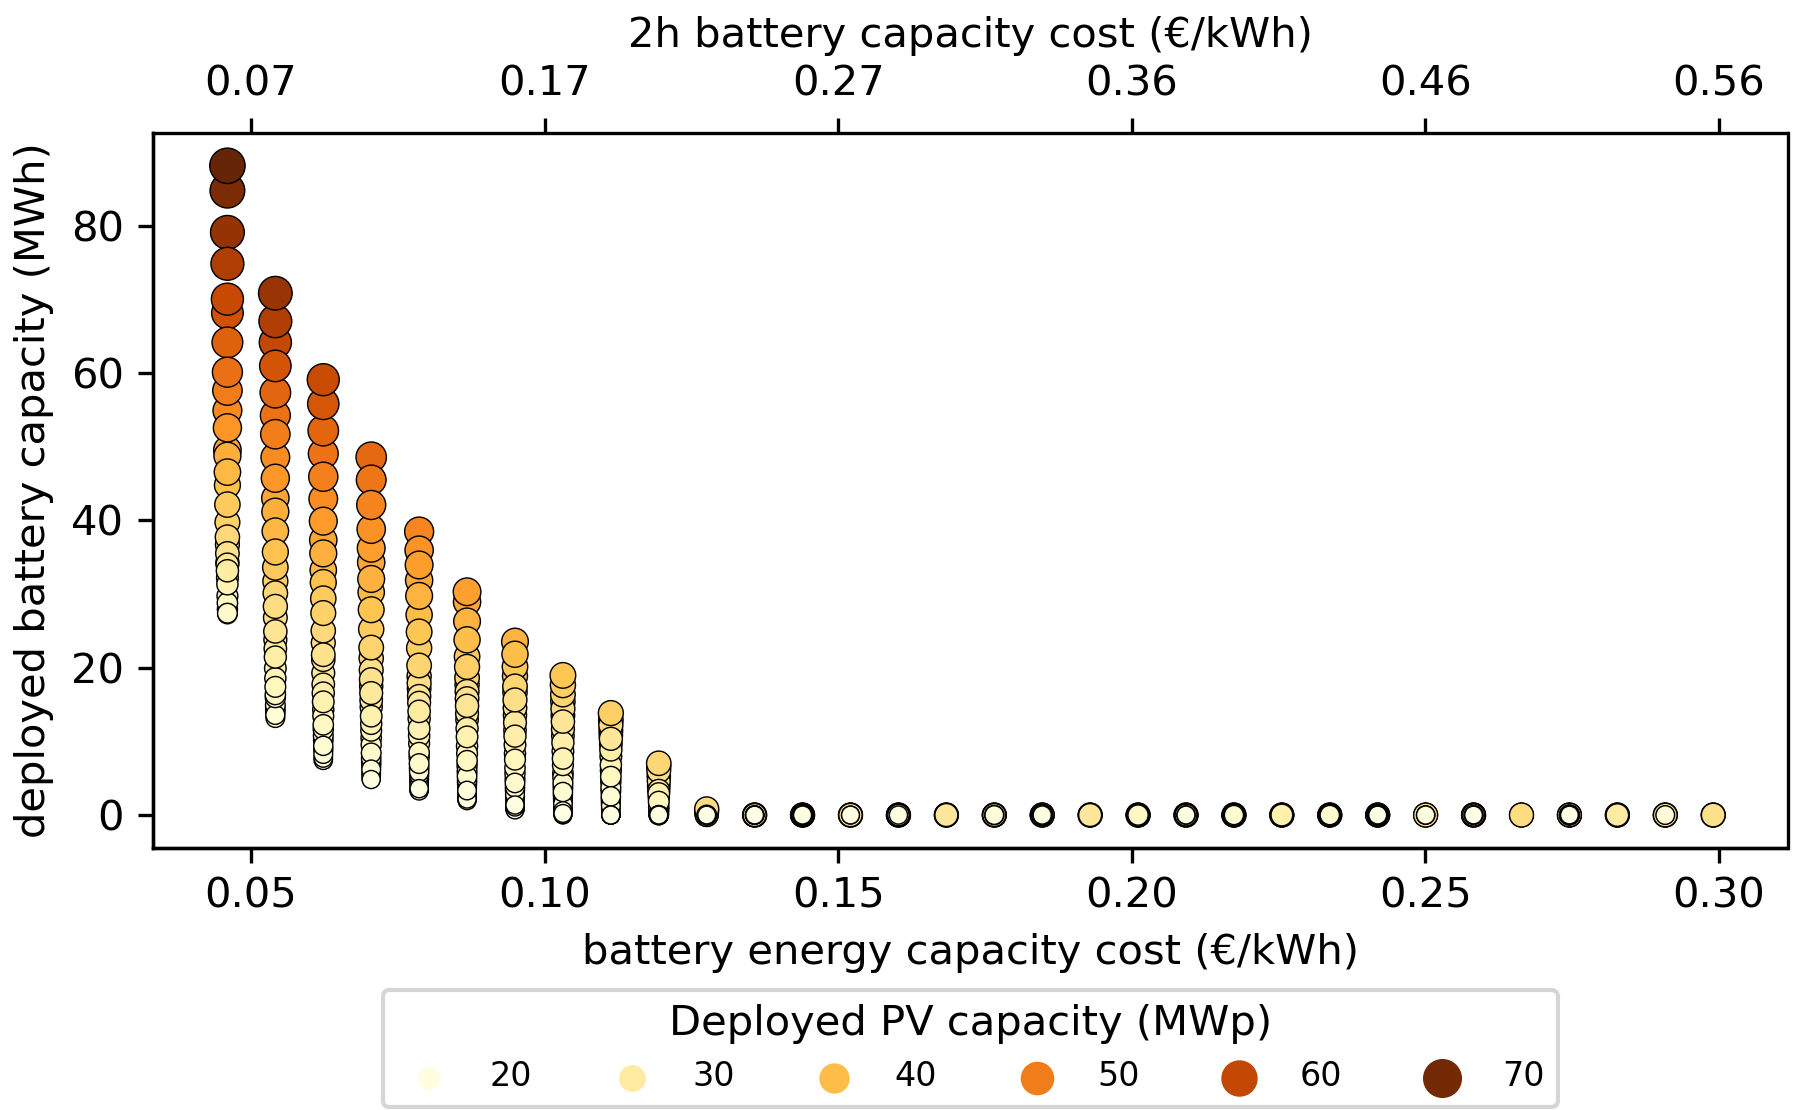 2h battery capacity cost (€/kWh)
0.07 0.17 0.27 0.36 0.46 0.56
deployed battery capacity (MWh)
80
60
40
20
0
0.05 0.10 0.15 0.20 0.25 0.30
battery energy capacity cost (€/kWh)
Deployed PV capacity (MWp)
20 30 40 50 60 70